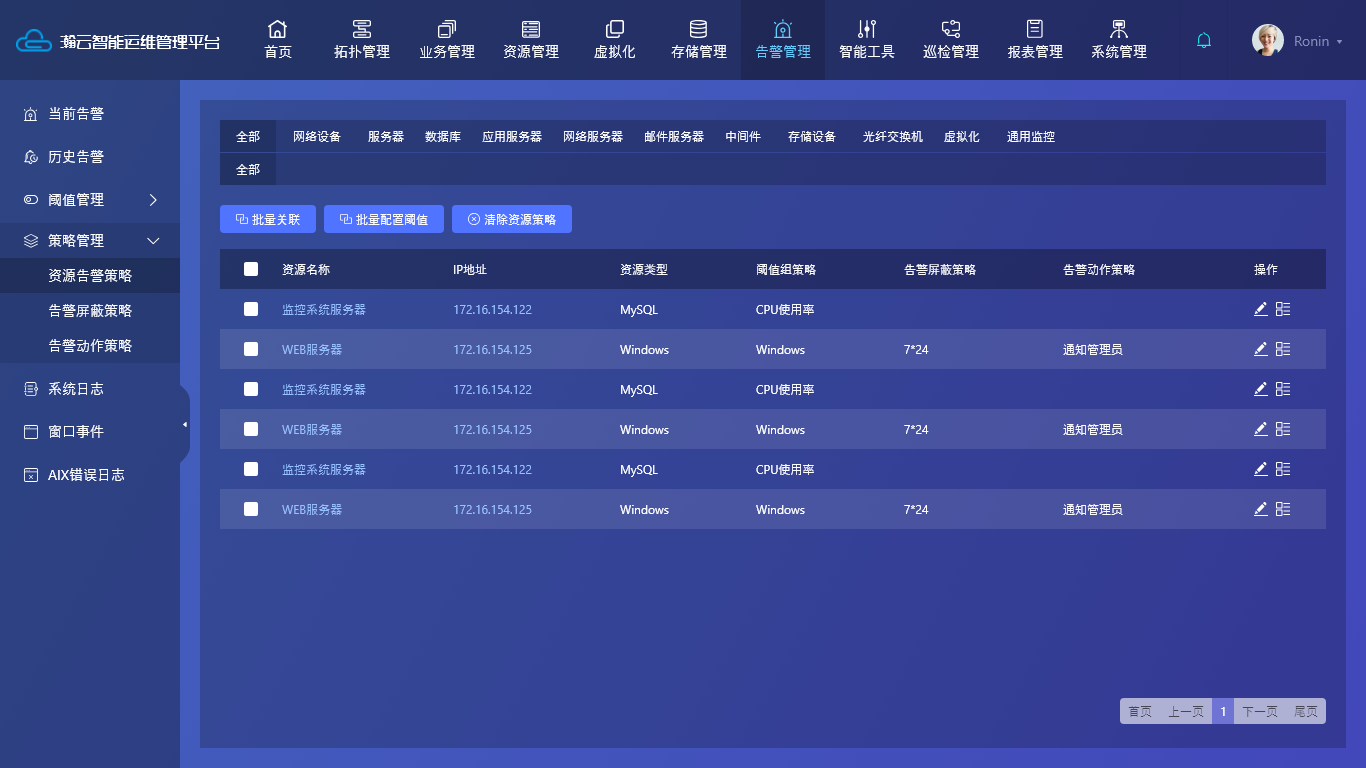 瀚云智能运维管理平台
首页 拓扑管理 业务管理 资源管理 虚拟化 存储管理 告警管理 智能工具 巡检管理 报表管理 系统管理
Ronin
当前告警
历史告警
阈值管理
策略管理
资源告警策略
告警屏蔽策略
告警动作策略
系统日志
窗口事件
AIX错误日志
全部 网络设备 服务器 数据库 应用服务器 网络服务器 邮件服务器 中间件 存储设备 光纤交换机 虚拟化 通用监控
全部
批量关联 批量配置阈值 清除资源策略
资源名称 IP地址 资源类型 阈值组策略 告警屏蔽策略 告警动作策略 操作
监控系统服务器 172.16.154.122 MySQL CPU使用率
WEB服务器 172.16.154.125 Windows Windows 7*24 通知管理员
监控系统服务器 172.16.154.122 MySQL CPU使用率
WEB服务器 172.16.154.125 Windows Windows 7*24 通知管理员
监控系统服务器 172.16.154.122 MySQL CPU使用率
WEB服务器 172.16.154.125 Windows Windows 7*24 通知管理员
首页 上一页 1 下一页 尾页